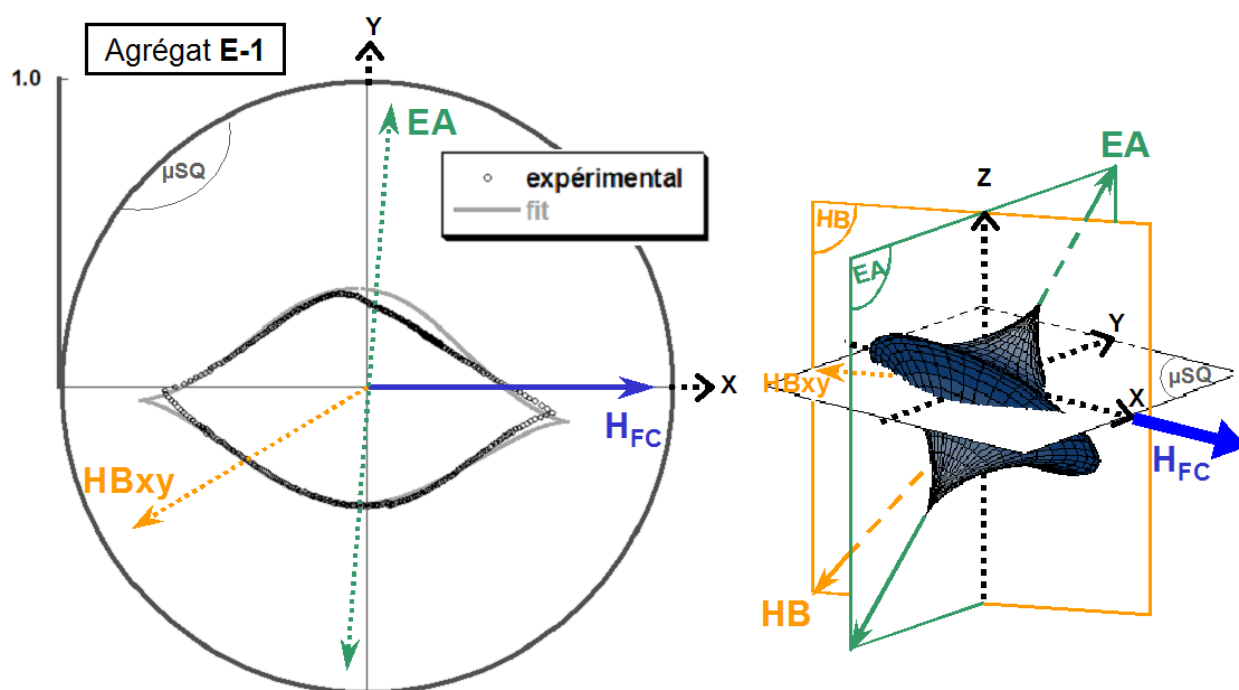 Agrégat E-1
Y
1.0
EA
µSQ
expérimental
fit
X
HFC
HBxy
EA
Z
HB
EA
Y
HBxy
µSQ
X
HFC
HB